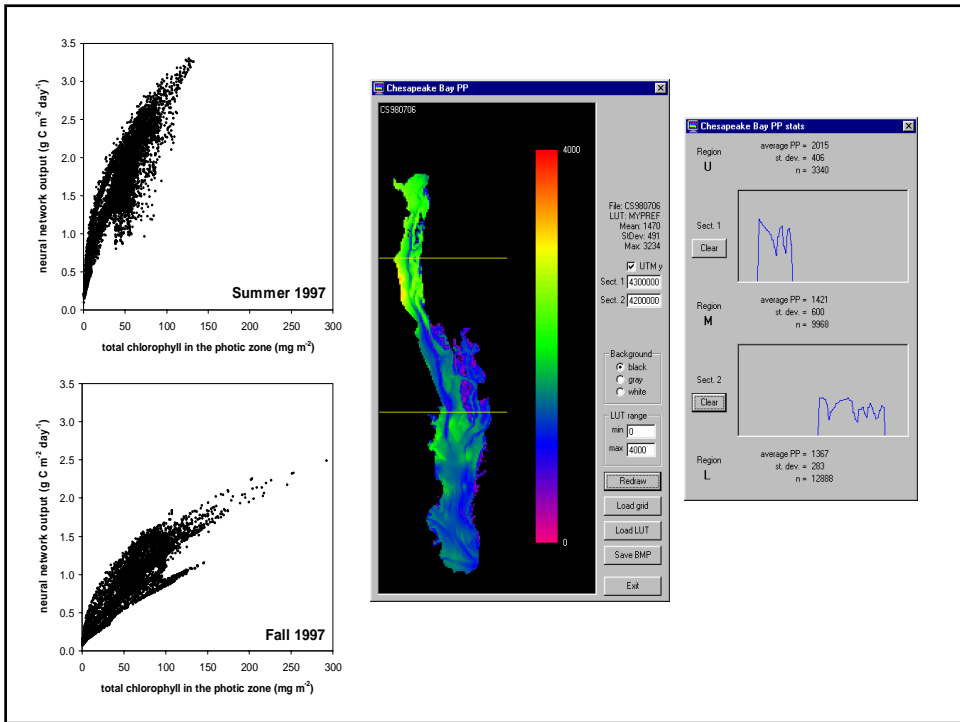 3.5
3.0
2.5
2.0
1.5
1.0
0.5
0.0
neural network output (g C m⁻² day⁻¹)
Summer 1997
0 50 100 150 200 250 300
total chlorophyll in the photic zone (mg m⁻²)
3.5
3.0
2.5
2.0
1.5
1.0
0.5
0.0
neural network output (g C m⁻² day⁻¹)
Fall 1997
0 50 100 150 200 250 300
total chlorophyll in the photic zone (mg m⁻²)
Chesapeake Bay PP
CS980706
4000
0
File: CS980706
LUT: MYPREF
Mean: 1470
StDev: 491
Max: 3234
UTM y
Sect. 1 4300000
Sect. 2 4200000
Background
black
gray
white
LUT range
min 0
max 4000
Redraw
Load grid
Load LUT
Save BMP
Exit
Chesapeake Bay PP stats
Region
U
average PP = 2015
st. dev. = 406
n = 3340
Sect. 1
Clear
Region
M
average PP = 1421
st. dev. = 600
n = 9968
Sect. 2
Clear
Region
L
average PP = 1367
st. dev. = 283
n = 12888